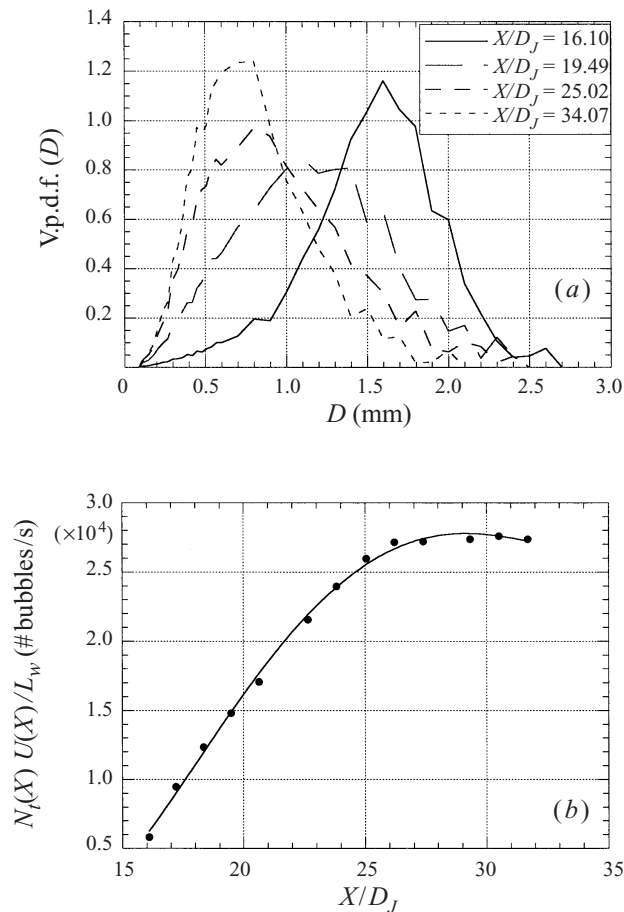 1.4
1.2
1.0
0.8
0.6
0.4
0.2
V.p.d.f. (D)
X/D_J = 16.10
X/D_J = 19.49
X/D_J = 25.02
X/D_J = 34.07
(a)
0 0.5 1.0 1.5 2.0 2.5 3.0
D (mm)
3.0
(×10⁴)
2.5
2.0
1.5
1.0
0.5
N_t(X) U(X)/L_w (# bubbles/s)
(b)
15 20 25 30 35
X/D_J